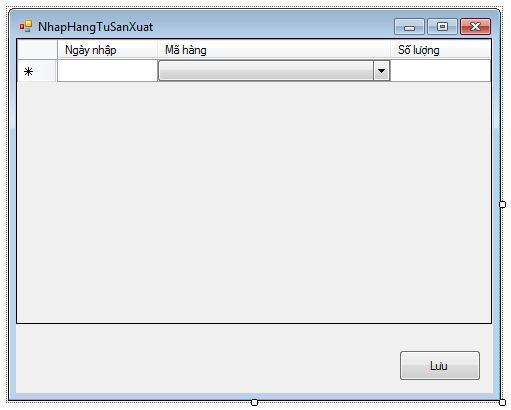 NhapHangTuSanXuat
Ngày nhập Mã hàng Số lượng
Lưu